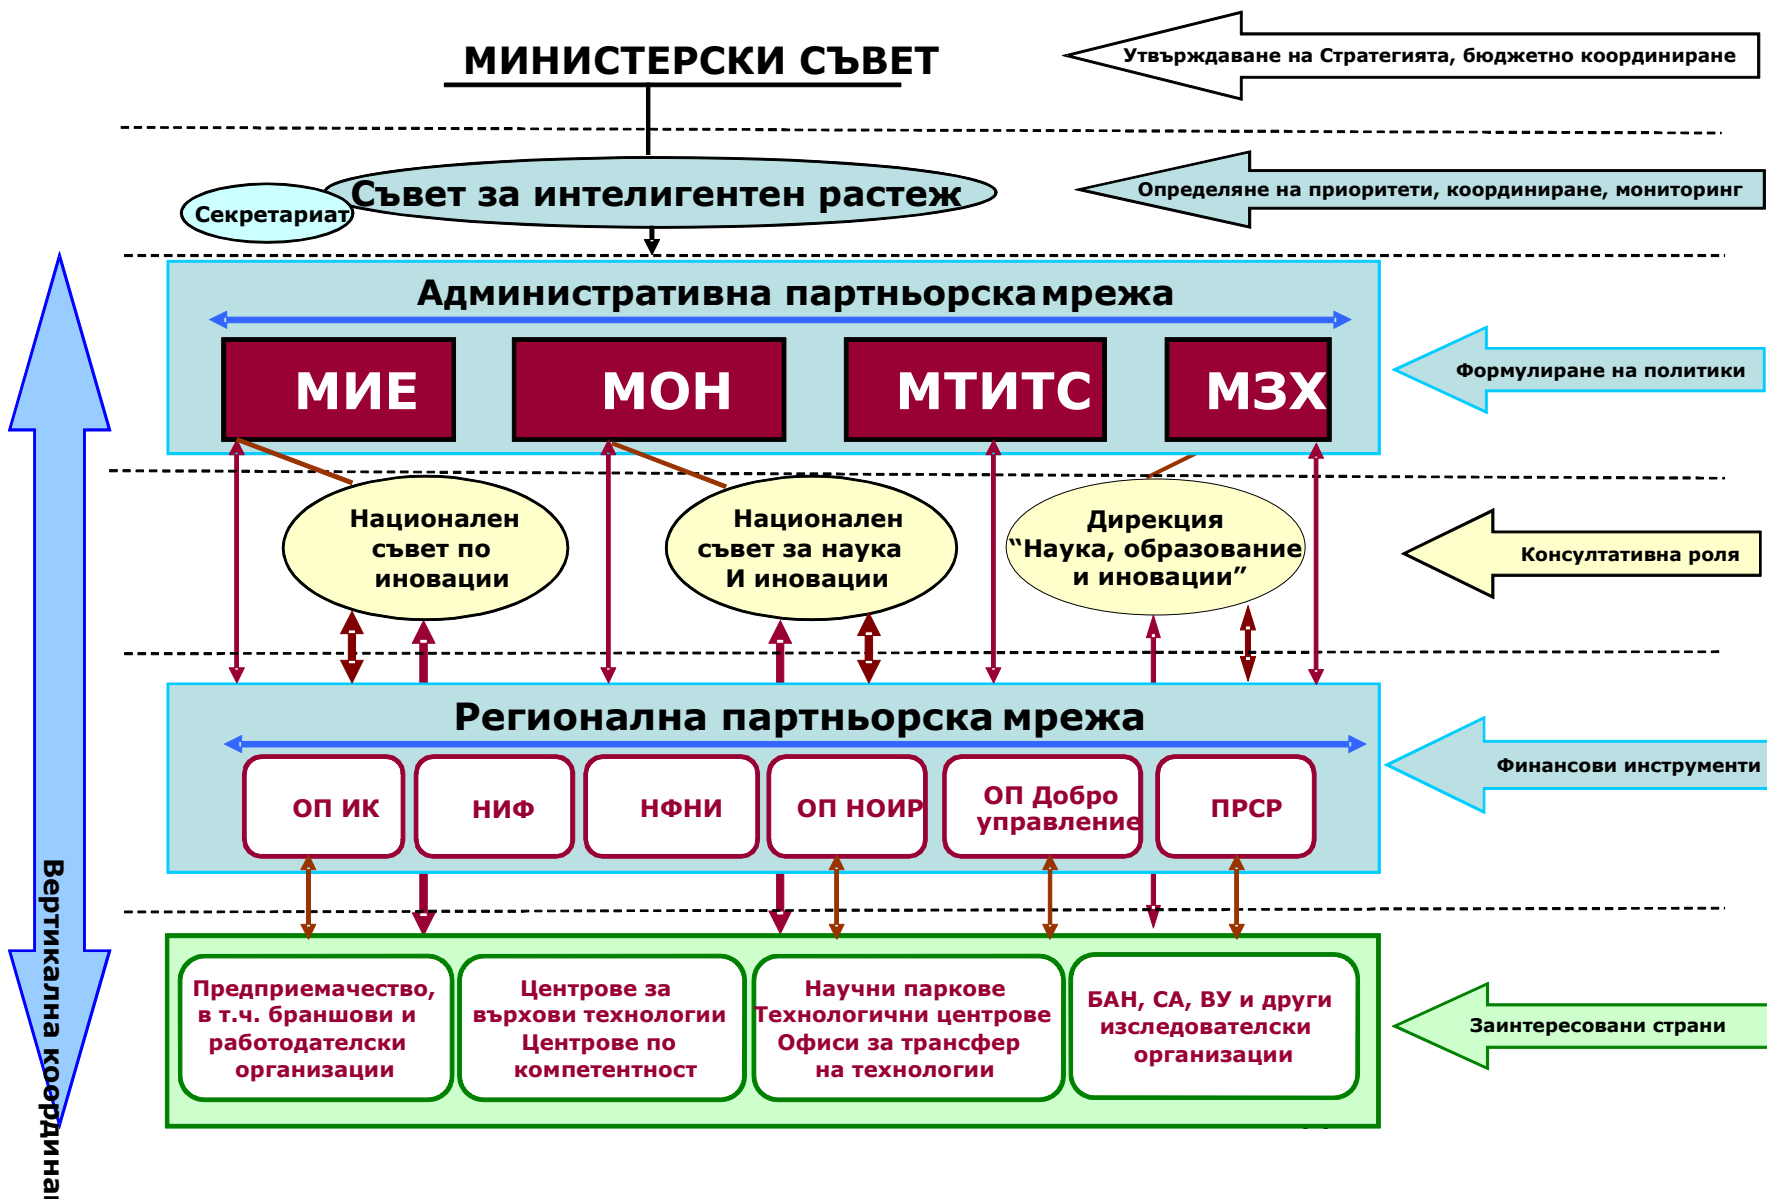 МИНИСТЕРСКИ СЪВЕТ
Утвърждаване на Стратегията, бюджетно координиране
Съвет за интелигентен растеж
Секретариат
Определяне на приоритети, координиране, мониторинг
Административна партньорска мрежа
МИЕ
МОН
МТИТС
МЗХ
Формулиране на политики
Национален
съвет по
иновации
Национален
съвет за наука
И иновации
Дирекция
“Наука, образование
и иновации”
Консултативна роля
Регионална партньорска мрежа
ОП ИК
НИФ
НФНИ
ОП НОИР
ОП Добро
управление
ПРСР
Финансови инструменти
Предприемачество,
в т.ч. браншови и
работодателски
организации
Центрове за
върхови технологии
Центрове по
компетентност
Научни паркове
Технологични центрове
Офиси за трансфер
на технологии
БАН, СА, ВУ и други
изследователски
организации
Заинтересовани страни
Вертикална